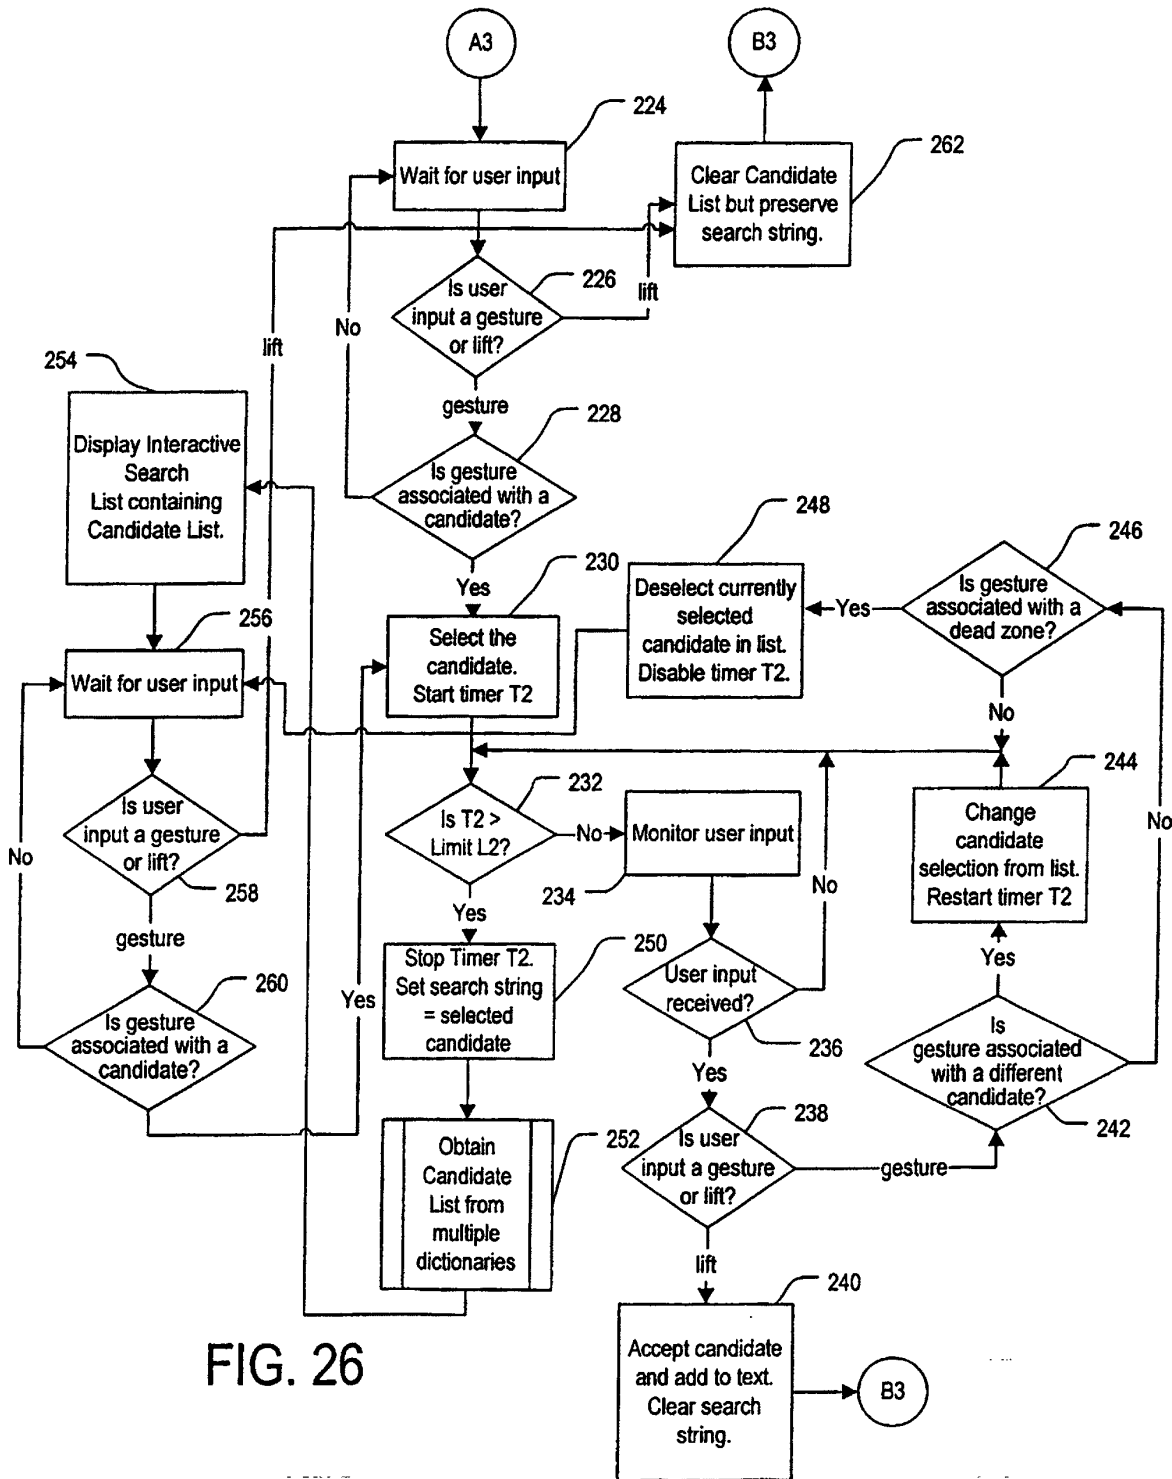 A3
B3
224
Wait for user input
262
Clear Candidate
List but preserve
search string.
226
Is user
input a gesture
or lift?
lift
No
lift
gesture
228
Is gesture
associated with a
candidate?
254
Display Interactive
Search
List containing
Candidate List.
Yes
230
Select the
candidate.
Start timer T2
248
Deselect currently
selected
candidate in list.
Disable timer T2.
Yes
246
Is gesture
associated with a
dead zone?
No
256
Wait for user input
232
Is T2 >
Limit L2?
No
Monitor user input
234
244
Change
candidate
selection from list.
Restart timer T2
No
No
Is user
input a gesture
or lift?
258
No
gesture
Yes
250
Stop Timer T2.
Set search string
= selected
candidate
User input
received?
236
Yes
Yes
Is
gesture associated
with a different
candidate?
242
260
Is gesture
associated with a
candidate?
Yes
252
Obtain
Candidate
List from
multiple
dictionaries
238
Is user
input a gesture
or lift?
gesture
lift
240
Accept candidate
and add to text.
Clear search
string.
B3
FIG. 26